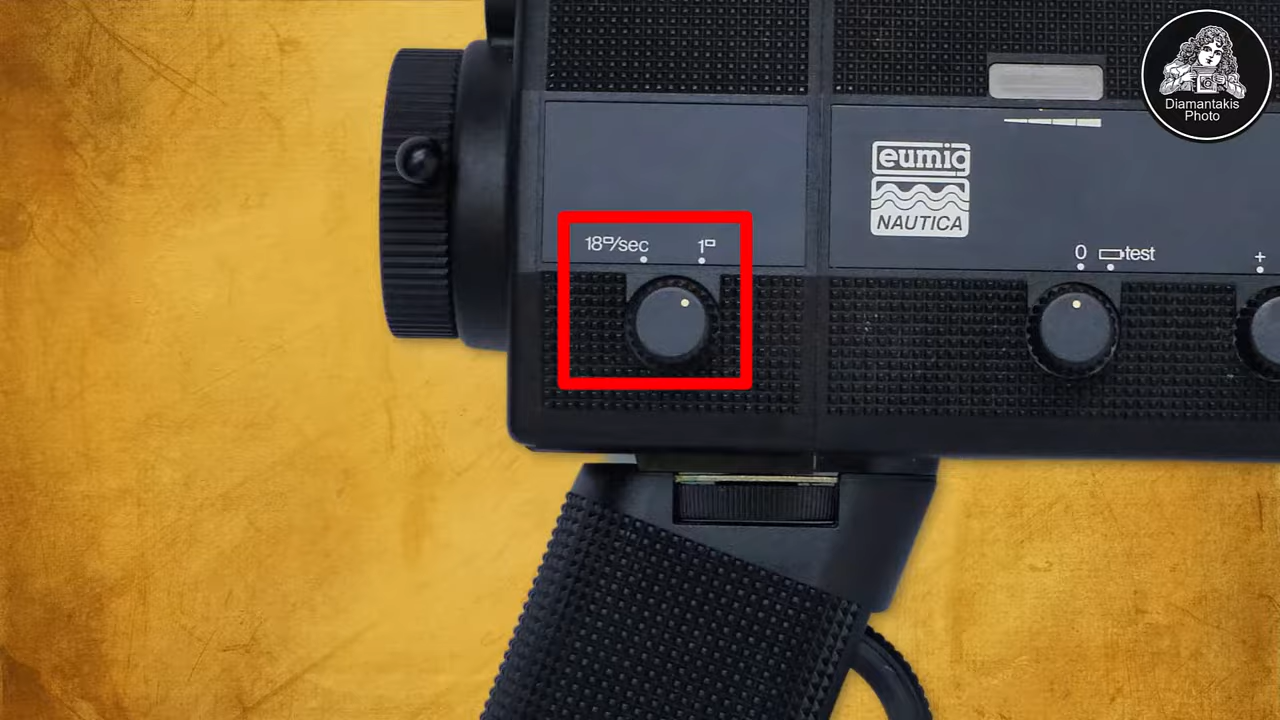 Diamantakis
Photo
eumig
NAUTICA
18/sec
1
0
test
+